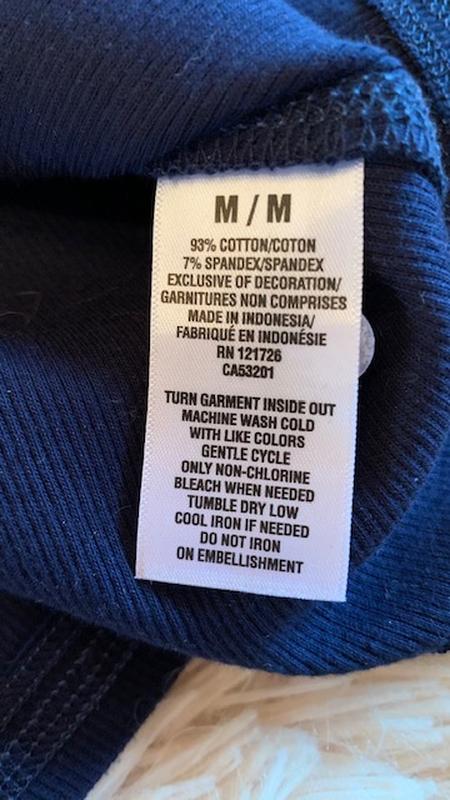 M / M
93% COTTON/COTON
7% SPANDEX/SPANDEX
EXCLUSIVE OF DECORATION/
GARNITURES NON COMPRISES
MADE IN INDONESIA/
FABRIQUÉ EN INDONÉSIE
RN 121726
CA53201
TURN GARMENT INSIDE OUT
MACHINE WASH COLD
WITH LIKE COLORS
GENTLE CYCLE
ONLY NON-CHLORINE
BLEACH WHEN NEEDED
TUMBLE DRY LOW
COOL IRON IF NEEDED
DO NOT IRON
ON EMBELLISHMENT